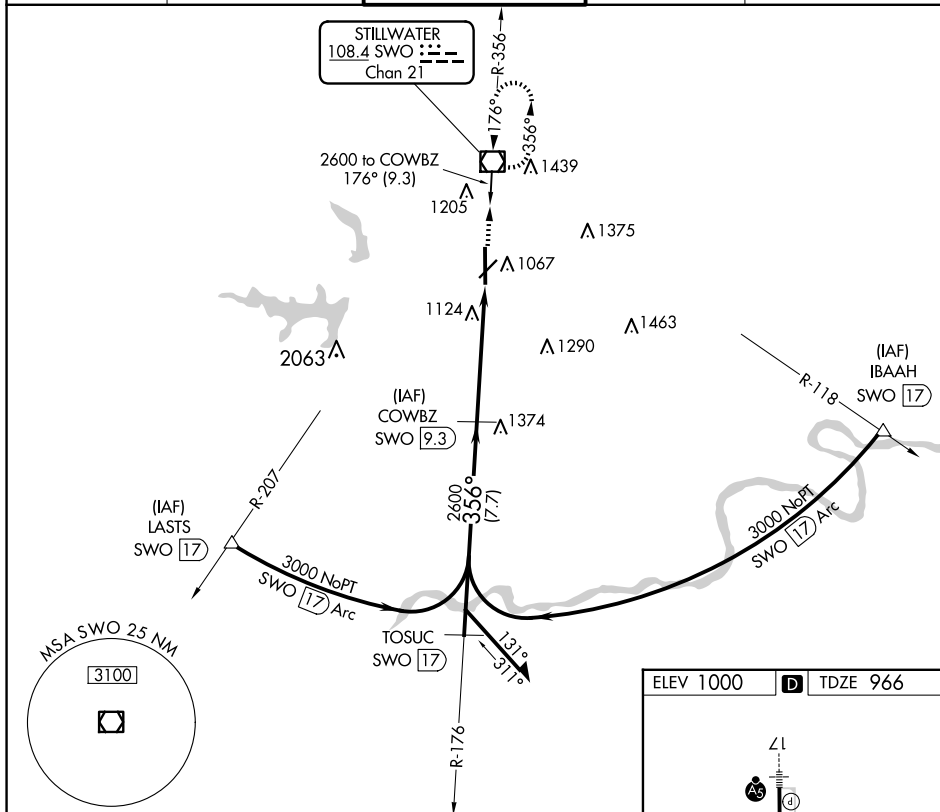 STILLWATER
108.4 SWO
Chan 21
R-356
176°
356°
2600 to COWBZ
176° (9.3)
1439
1205
1375
1067
1124
1463
1290
2063
(IAF)
COWBZ
SWO 9.3
1374
R-118
(IAF)
IBAAH
SWO 17
R-207
(IAF)
LASTS
SWO 17
2600
356°
(7.7)
3000 NoPT
SWO 17 Arc
3000 NoPT
SWO 17 Arc
TOSUC
SWO 17
131°
311°
R-176
MSA SWO 25 NM
3100
ELEV 1000 D TDZE 966
17
A5
P